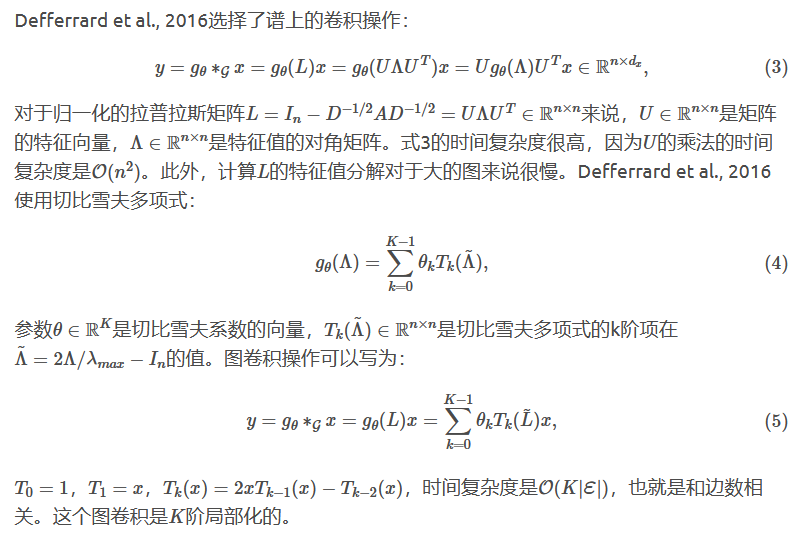 Defferrard et al., 2016选择了谱上的卷积操作：
$y = g_\theta *_{\mathcal{G}} x = g_\theta(L)x = g_\theta(U\Lambda U^T)x = U g_\theta(\Lambda)U^T x \in \mathbb{R}^{n \times d_x},$ (3)
对于归一化的拉普拉斯矩阵$L = I_n - D^{-1/2}AD^{-1/2} = U\Lambda U^T \in \mathbb{R}^{n \times n}$来说，$U \in \mathbb{R}^{n \times n}$是矩阵
的特征向量，$\Lambda \in \mathbb{R}^{n \times n}$是特征值的对角矩阵。式3的时间复杂度很高，因为$U$的乘法的时间
复杂度是$\mathcal{O}(n^2)$。此外，计算$L$的特征值分解对于大的图来说很慢。Defferrard et al., 2016
使用切比雪夫多项式：
$g_\theta(\Lambda) = \sum_{k=0}^{K-1} \theta_k T_k(\tilde{\Lambda}),$ (4)
参数$\theta \in \mathbb{R}^K$是切比雪夫系数的向量，$T_k(\tilde{\Lambda}) \in \mathbb{R}^{n \times n}$是切比雪夫多项式的k阶项在
$\tilde{\Lambda} = 2\Lambda/\lambda_{max} - I_n$的值。图卷积操作可以写为：
$y = g_\theta *_{\mathcal{G}} x = g_\theta(L)x = \sum_{k=0}^{K-1} \theta_k T_k(\tilde{L})x,$ (5)
$T_0 = 1$，$T_1 = x$，$T_k(x) = 2xT_{k-1}(x) - T_{k-2}(x)$，时间复杂度是$\mathcal{O}(K|\mathcal{E}|)$，也就是和边数相
关。这个图卷积是$K$阶局部化的。